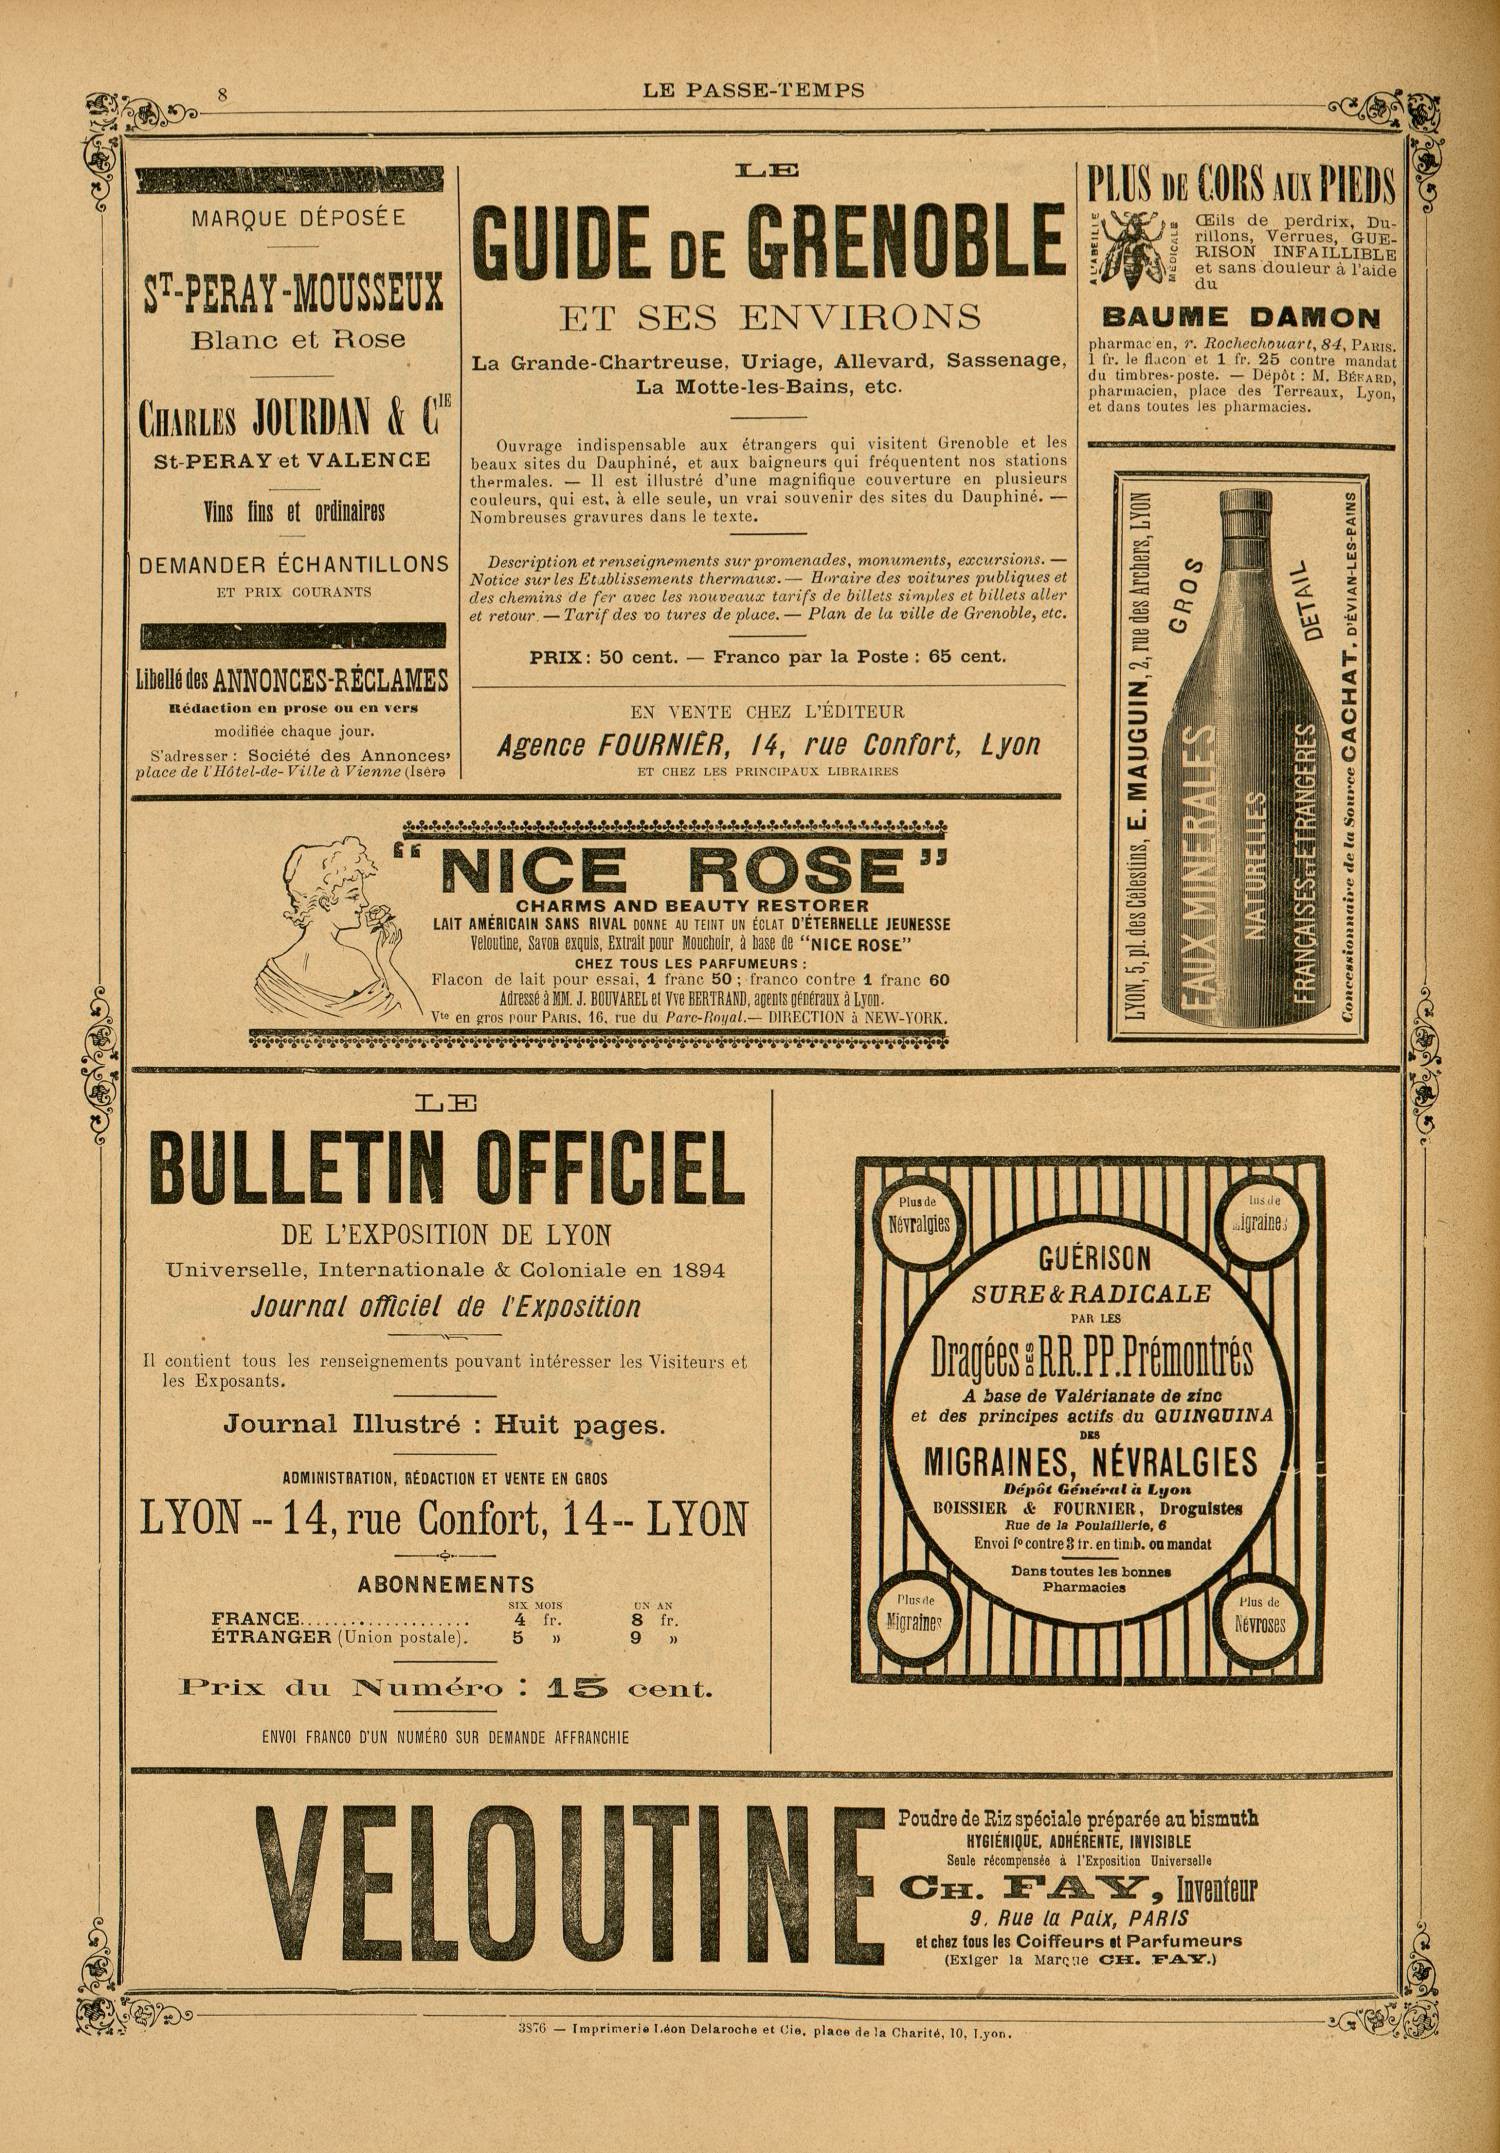 8
LE PASSE-TEMPS
MARQUE DÉPOSÉE
ST-PERAY-MOUSSEUX
Blanc et Rose
CHARLES JOURDAN & CIE
St-PERAY et VALENCE
Vins fins et ordinaires
DEMANDER ÉCHANTILLONS
ET PRIX COURANTS
Libellé des ANNONCES-RÉCLAMES
Rédaction en prose ou en vers
modifiée chaque jour.
S'adresser : Société des Annonces,
place de l'Hôtel-de-Ville à Vienne (Isère
LE
GUIDE DE GRENOBLE
ET SES ENVIRONS
La Grande-Chartreuse, Uriage, Allevard, Sassenage,
La Motte-les-Bains, etc.
Ouvrage indispensable aux étrangers qui visitent Grenoble et les
beaux sites du Dauphiné, et aux baigneurs qui fréquentent nos stations
thermales. — Il est illustré d'une magnifique couverture en plusieurs
couleurs, qui est, à elle seule, un vrai souvenir des sites du Dauphiné. —
Nombreuses gravures dans le texte.
Description et renseignements sur promenades, monuments, excursions. —
Notice sur les Etablissements thermaux. — Horaire des voitures publiques et
des chemins de fer avec les nouveaux tarifs de billets simples et billets aller
et retour. — Tarif des vo tures de place. — Plan de la ville de Grenoble, etc.
PRIX : 50 cent. — Franco par la Poste : 65 cent.
EN VENTE CHEZ L'ÉDITEUR
Agence FOURNIER, 14, rue Confort, Lyon
ET CHEZ LES PRINCIPAUX LIBRAIRES
PLUS DE CORS AUX PIEDS
A L'ABEILLE
MÉDICALE
Œils de perdrix, Du-
rillons, Verrues, GUE-
RISON INFAILLIBLE
et sans douleur à l'aide
du
BAUME DAMON
pharmacien, r. Rochechouart, 84, PARIS.
1 fr. le flacon et 1 fr. 25 contre mandat
du timbres-poste. — Dépôt : M. BÉRARD,
pharmacien, place des Terreaux, Lyon,
et dans toutes les pharmacies.
LYON, 5, pl. des Célestins, E. MAUGUIN, 2, rue des Archers, LYON
GROS
DETAIL
EAUX MINERALES
NATURELLES
FRANÇAISES ET ETRANGERES
Concessionnaire de la Source CACHAT. D'ÉVIAN-LES-BAINS
“NICE ROSE”
CHARMS AND BEAUTY RESTORER
LAIT AMÉRICAIN SANS RIVAL DONNE AU TEINT UN ÉCLAT D'ÉTERNELLE JEUNESSE
Veloutine, Savon exquis, Extrait pour Mouchoir, à base de “NICE ROSE”
CHEZ TOUS LES PARFUMEURS :
Flacon de lait pour essai, 1 franc 50 ; franco contre 1 franc 60
Adressé à MM. J. BOUVAREL et Vve BERTRAND, agents généraux à Lyon.
Vte en gros pour PARIS, 16, rue du Parc-Royal. — DIRECTION à NEW-YORK.
LE
BULLETIN OFFICIEL
DE L'EXPOSITION DE LYON
Universelle, Internationale & Coloniale en 1894
Journal officiel de l'Exposition
Il contient tous les renseignements pouvant intéresser les Visiteurs et
les Exposants.
Journal Illustré : Huit pages.
ADMINISTRATION, RÉDACTION ET VENTE EN GROS
LYON -- 14, rue Confort, 14 -- LYON
ABONNEMENTS
SIX MOIS UN AN
FRANCE.................... 4 fr. 8 fr.
ÉTRANGER (Union postale). 5 » 9 »
Prix du Numéro : 15 cent.
ENVOI FRANCO D'UN NUMÉRO SUR DEMANDE AFFRANCHIE
Plus de
Névralgies
lus de
igraines
GUÉRISON
SURE & RADICALE
PAR LES
Dragées DES RR.PP. Prémontrés
A base de Valérianate de zinc
et des principes actifs du QUINQUINA
DES
MIGRAINES, NÉVRALGIES
Dépôt Général à Lyon
BOISSIER & FOURNIER, Droguistes
Rue de la Poulaillerie, 6
Envoi fo contre 3 fr. en timb. ou mandat
Dans toutes les bonnes
Pharmacies
Plus de
Migraines
Plus de
Névroses
VELOUTINE
Poudre de Riz spéciale préparée au bismuth
HYGIÉNIQUE, ADHÉRENTE, INVISIBLE
Seule récompensée à l'Exposition Universelle
CH. FAY, Inventeur
9, Rue la Paix, PARIS
et chez tous les Coiffeurs et Parfumeurs
(Exiger la Marque CH. FAY.)
3876 — Imprimerie Léon Delaroche et Cie, place de la Charité, 10, Lyon.